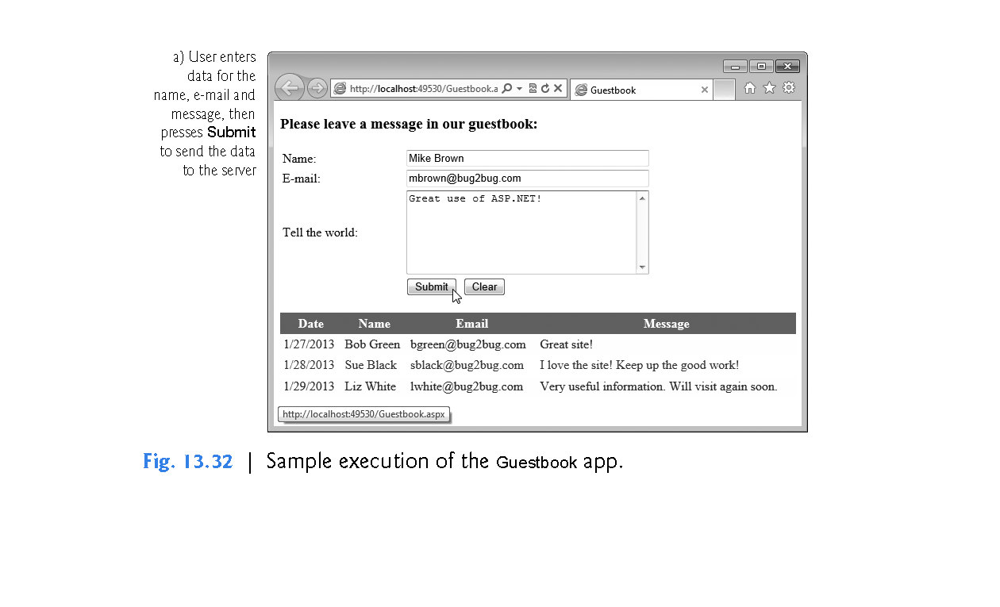 a) User enters
data for the
name, e-mail and
message, then
presses Submit
to send the data
to the server
http://localhost:49530/Guestbook.a
Guestbook
Please leave a message in our guestbook:
Name: Mike Brown
E-mail: mbrown@bug2bug.com
Great use of ASP.NET!
Tell the world:
Submit Clear
Date Name Email Message
1/27/2013 Bob Green bgreen@bug2bug.com Great site!
1/28/2013 Sue Black sblack@bug2bug.com I love the site! Keep up the good work!
1/29/2013 Liz White lwhite@bug2bug.com Very useful information. Will visit again soon.
http://localhost:49530/Guestbook.aspx
Fig. 13.32 | Sample execution of the Guestbook app.